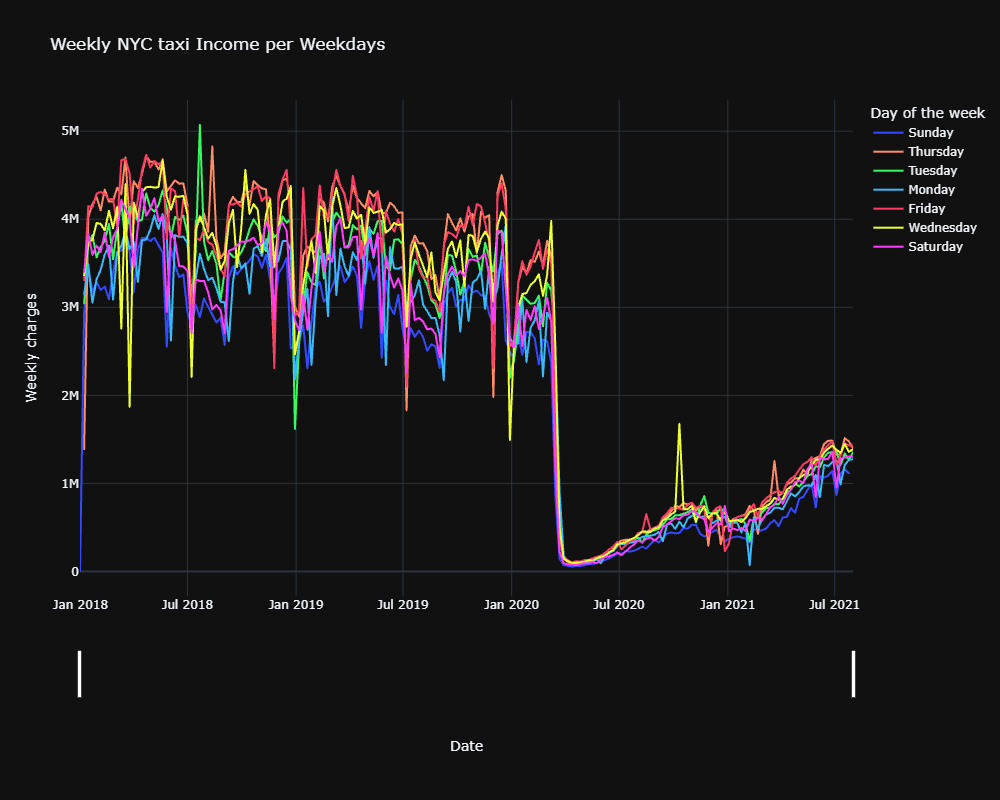 Weekly NYC taxi Income per Weekdays
Day of the week
Sunday
Thursday
Tuesday
Monday
Friday
Wednesday
Saturday
Weekly charges
5M
4M
3M
2M
1M
0
Jan 2018 Jul 2018 Jan 2019 Jul 2019 Jan 2020 Jul 2020 Jan 2021 Jul 2021
Date